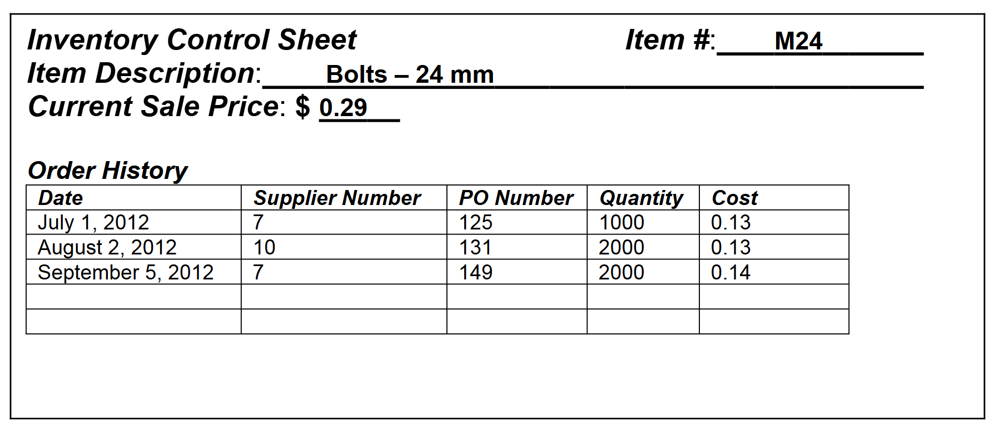 Inventory Control Sheet Item #: M24
Item Description: Bolts – 24 mm
Current Sale Price: $ 0.29
Order History
Date Supplier Number PO Number Quantity Cost
July 1, 2012 7 125 1000 0.13
August 2, 2012 10 131 2000 0.13
September 5, 2012 7 149 2000 0.14